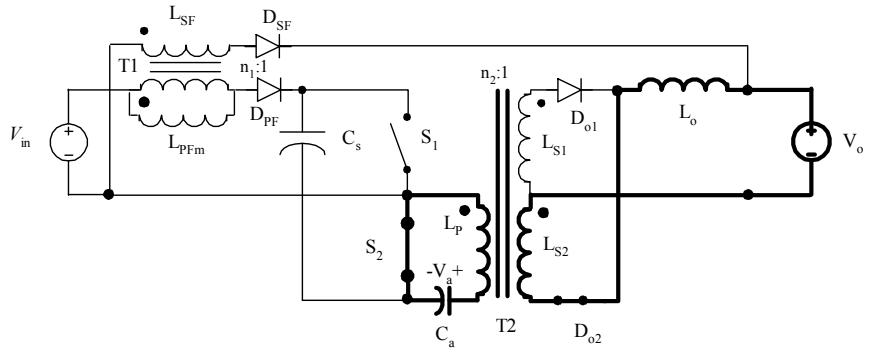 L_SF
D_SF
T1
n_1:1
n_2:1
V_in
+
L_PFm
D_PF
C_s
S_1
D_o1
L_S1
L_o
+
V_o
S_2
L_P
L_S2
-V_a+
C_a
T2
D_o2